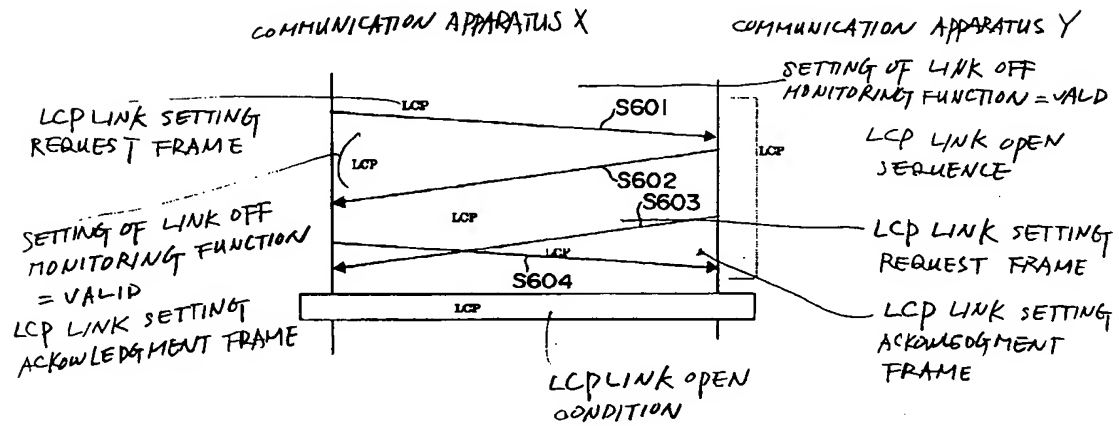 COMMUNICATION APPARATUS X
COMMUNICATION APPARATUS Y
SETTING OF LINK OFF
MONITORING FUNCTION = VALD
LCP
S601
LCP LINK SETTING
REQUEST FRAME
LCP
LCP
LCP LINK OPEN
SEQUENCE
S602
S603
LCP
SETTING OF LINK OFF
MONITORING FUNCTION
= VALID
LCP LINK SETTING
REQUEST FRAME
LCP
S604
LCP LINK SETTING
ACKOWLEDGMENT FRAME
LCP
LCP LINK SETTING
ACKMOEDGMENT
FRAME
LCP LINK OPEN
CONDITION